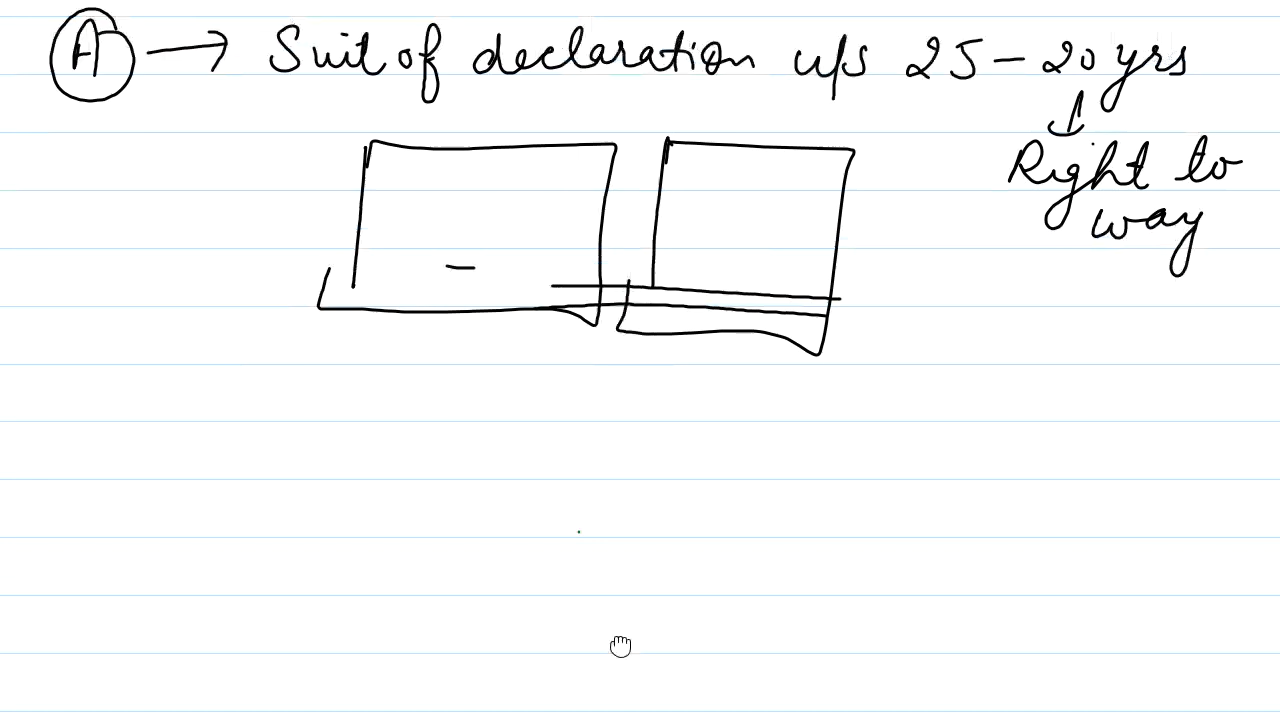 A → Suit of declaration u/s 25 - 20 yrs
↓
Right to
way